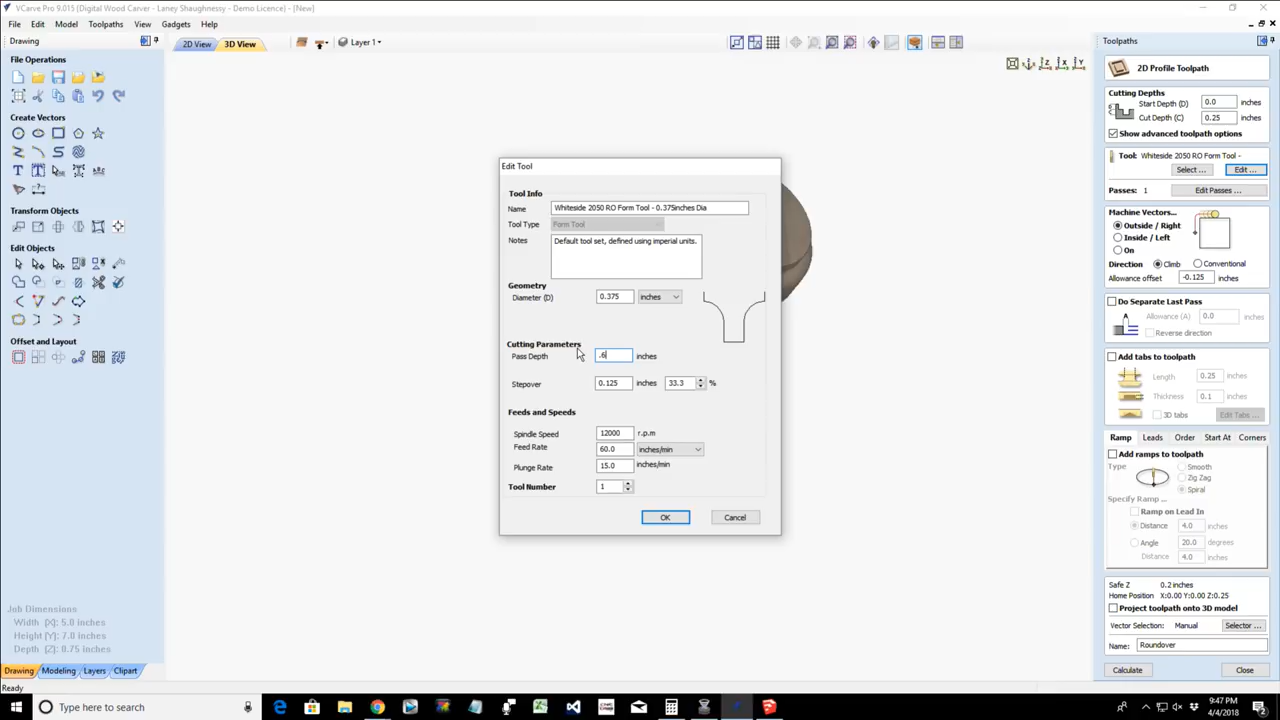 VCarve Pro 9.015 (Digital Wood Carver - Laney Shaughnessy - Demo Licence) - [New]
File Edit Model Toolpaths View Gadgets Help
Drawing
File Operations
Create Vectors
Transform Objects
Edit Objects
Offset and Layout
Job Dimensions
Width (X): 5.0 inches
Height (Y): 7.0 inches
Depth (Z): 0.75 inches
Drawing Modeling Layers Clipart
Ready
2D View 3D View Layer 1
Edit Tool
Tool Info
Name Whiteside 2050 RO Form Tool - 0.375inches Dia
Tool Type Form Tool
Notes Default tool set, defined using imperial units.
Geometry
Diameter (D) 0.375 inches
Cutting Parameters
Pass Depth .6 inches
Stepover 0.125 inches 33.3 %
Feeds and Speeds
Spindle Speed 12000 r.p.m
Feed Rate 60.0 inches/min
Plunge Rate 15.0 inches/min
Tool Number 1
OK Cancel
Toolpaths
2D Profile Toolpath
Cutting Depths
Start Depth (D) 0.0 inches
Cut Depth (C) 0.25 inches
Show advanced toolpath options
Tool: Whiteside 2050 RO Form Tool -
Select ... Edit ...
Passes: 1 Edit Passes ...
Machine Vectors...
Outside / Right
Inside / Left
On
Direction Climb Conventional
Allowance offset -0.125 inches
Do Separate Last Pass
Allowance (A) 0.0 inches
Reverse direction
Add tabs to toolpath
Length 0.25 inches
Thickness 0.1 inches
3D tabs Edit Tabs ...
Ramp Leads Order Start At Corners
Add ramps to toolpath
Type Smooth
Zig Zag
Spiral
Specify Ramp ...
Ramp on Lead In
Distance 4.0 inches
Angle 20.0 degrees
Distance 4.0 inches
Safe Z 0.2 inches
Home Position X:0.00 Y:0.00 Z:0.25
Project toolpath onto 3D model
Vector Selection: Manual Selector ...
Name: Roundover
Calculate Close
Type here to search
9:47 PM
4/4/2018